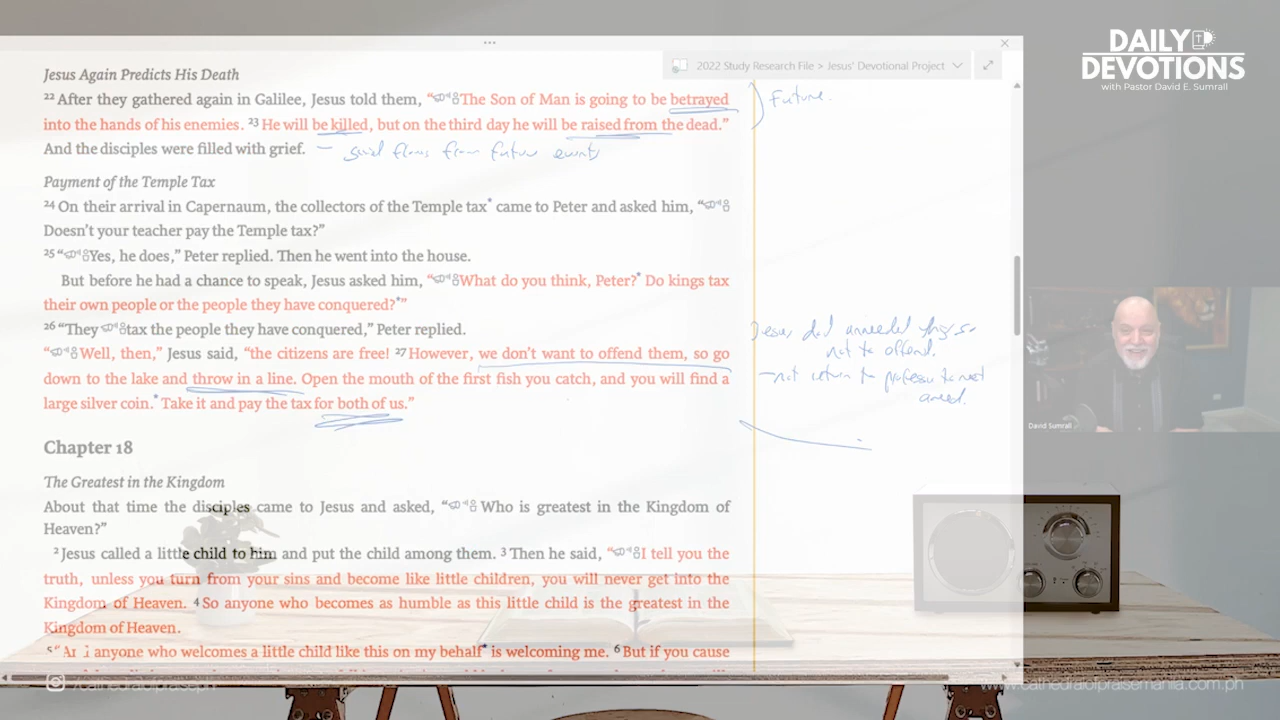 DAILY
DEVOTIONS
with Pastor David E. Sumrall
2022 Study Research File > Jesus' Devotional Project
Jesus Again Predicts His Death
22 After they gathered again in Galilee, Jesus told them, “The Son of Man is going to be betrayed
into the hands of his enemies. 23 He will be killed, but on the third day he will be raised from the dead.”
And the disciples were filled with grief.
Future.
from future events
Payment of the Temple Tax
24 On their arrival in Capernaum, the collectors of the Temple tax* came to Peter and asked him, “
Doesn’t your teacher pay the Temple tax?”
25 “Yes, he does,” Peter replied. Then he went into the house.
But before he had a chance to speak, Jesus asked him, “What do you think, Peter?* Do kings tax
their own people or the people they have conquered?*”
26 “They tax the people they have conquered,” Peter replied.
“Well, then,” Jesus said, “the citizens are free! 27 However, we don’t want to offend them, so go
down to the lake and throw in a line. Open the mouth of the first fish you catch, and you will find a
large silver coin.* Take it and pay the tax for both of us.”
Jesus did
not to offend.
David Sumrall
Chapter 18
The Greatest in the Kingdom
About that time the disciples came to Jesus and asked, “Who is greatest in the Kingdom of
Heaven?”
2 Jesus called a little child to him and put the child among them. 3 Then he said, “I tell you the
truth, unless you turn from your sins and become like little children, you will never get into the
Kingdom of Heaven. 4 So anyone who becomes as humble as this little child is the greatest in the
Kingdom of Heaven.
5 “And anyone who welcomes a little child like this on my behalf* is welcoming me. 6 But if you cause
/cathedralofpraiseph
www.cathedralofpraisemanila.com.ph